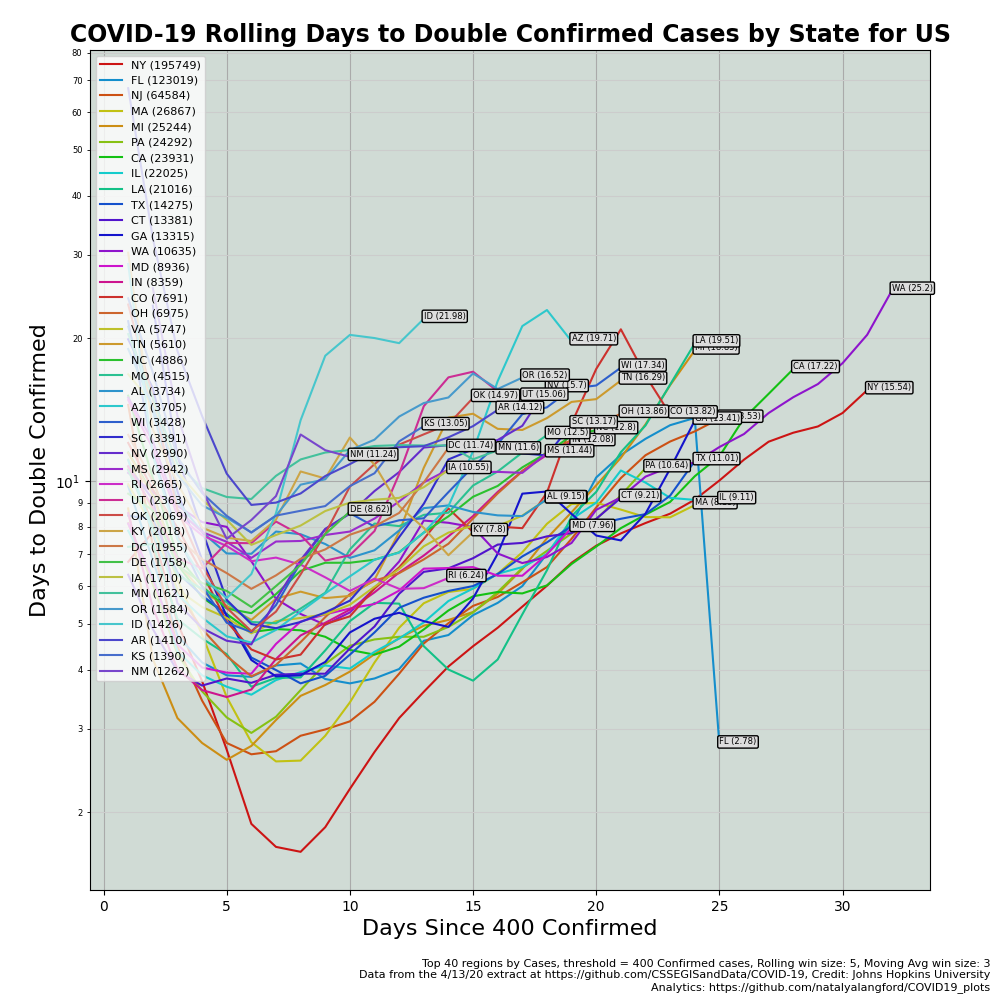 COVID-19 Rolling Days to Double Confirmed Cases by State for US
Days to Double Confirmed
80
70
60
50
40
30
20
10¹
9
8
7
6
5
4
3
2
NY (195749)
FL (123019)
NJ (64584)
MA (26867)
MI (25244)
PA (24292)
CA (23931)
IL (22025)
LA (21016)
TX (14275)
CT (13381)
GA (13315)
WA (10635)
MD (8936)
IN (8359)
CO (7691)
OH (6975)
VA (5747)
TN (5610)
NC (4886)
MO (4515)
AL (3734)
AZ (3705)
WI (3428)
SC (3391)
NV (2990)
MS (2942)
RI (2665)
UT (2363)
OK (2069)
KY (2018)
DC (1955)
DE (1758)
IA (1710)
MN (1621)
OR (1584)
ID (1426)
AR (1410)
KS (1390)
NM (1262)
WA (25.2)
ID (21.98)
AZ (19.71)
LA (19.51)
WI (17.34)
CA (17.22)
OR (16.52)
TN (16.29)
NY (15.54)
OK (14.97)
UT (15.06)
AR (14.12)
OH (13.86)
CO (13.82)
KS (13.05)
SC (13.17)
MO (12.5)
DC (11.74)
MN (11.6)
MS (11.44)
NM (11.24)
TX (11.01)
PA (10.64)
IA (10.55)
AL (9.15)
CT (9.21)
IL (9.11)
DE (8.62)
MD (7.96)
KY (7.8)
RI (6.24)
FL (2.78)
0 5 10 15 20 25 30
Days Since 400 Confirmed
Top 40 regions by Cases, threshold = 400 Confirmed cases, Rolling win size: 5, Moving Avg win size: 3
Data from the 4/13/20 extract at https://github.com/CSSEGISandData/COVID-19, Credit: Johns Hopkins University
Analytics: https://github.com/natalyalangford/COVID19_plots